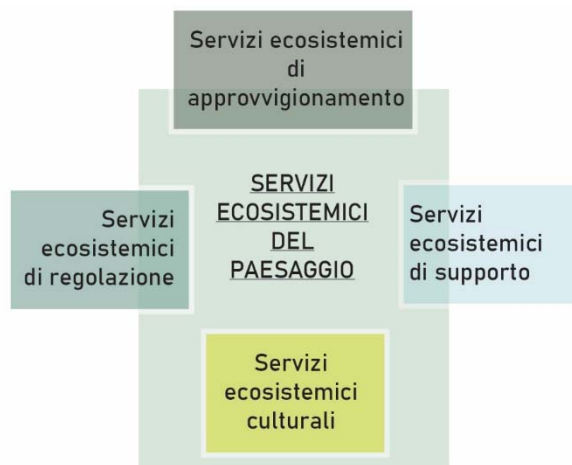 Servizi ecosistemici
di
approvvigionamento
SERVIZI
ECOSISTEMICI
DEL
PAESAGGIO
Servizi
ecosistemici
di regolazione
Servizi
ecosistemici
di supporto
Servizi
ecosistemici
culturali